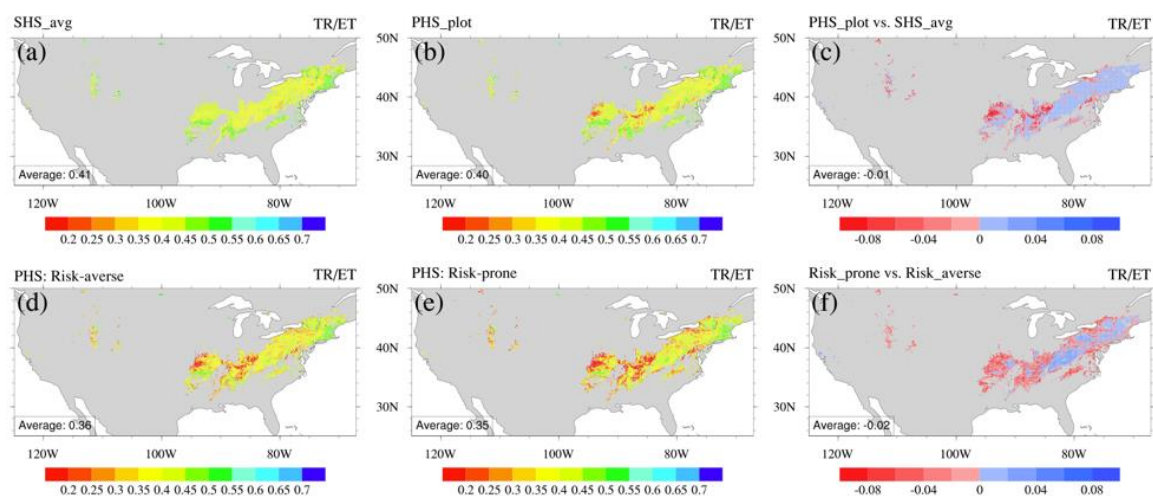 SHS_avg TR/ET
PHS_plot TR/ET
PHS_plot vs. SHS_avg TR/ET
(a)
(b)
(c)
50N
40N
30N
50N
40N
30N
50N
40N
30N
Average: 0.41
Average: 0.40
Average: -0.01
120W 100W 80W
120W 100W 80W
120W 100W 80W
0.2 0.25 0.3 0.35 0.4 0.45 0.5 0.55 0.6 0.65 0.7
0.2 0.25 0.3 0.35 0.4 0.45 0.5 0.55 0.6 0.65 0.7
-0.08 -0.04 0 0.04 0.08
PHS: Risk-averse TR/ET
PHS: Risk-prone TR/ET
Risk_prone vs. Risk_averse TR/ET
(d)
(e)
(f)
50N
40N
30N
50N
40N
30N
50N
40N
30N
Average: 0.36
Average: 0.35
Average: -0.02
120W 100W 80W
120W 100W 80W
120W 100W 80W
0.2 0.25 0.3 0.35 0.4 0.45 0.5 0.55 0.6 0.65 0.7
0.2 0.25 0.3 0.35 0.4 0.45 0.5 0.55 0.6 0.65 0.7
-0.08 -0.04 0 0.04 0.08